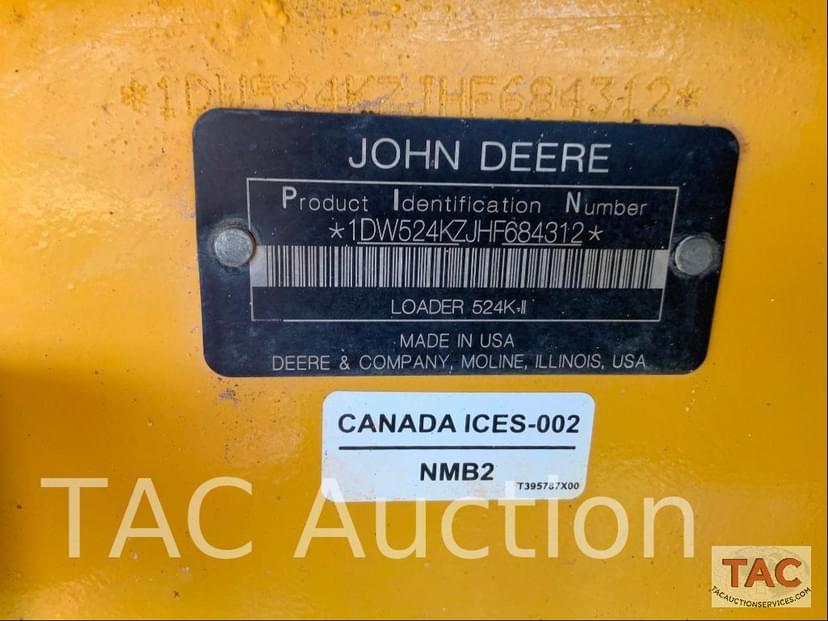 *1DW524KZJHF684312*
JOHN DEERE
Product Identification Number
*1DW524KZJHF684312*
LOADER 524K-II
MADE IN USA
DEERE & COMPANY, MOLINE, ILLINOIS, USA
CANADA ICES-002
NMB2
T395787X00
TAC Auction
TAC
TACAUCTIONSERVICES.COM